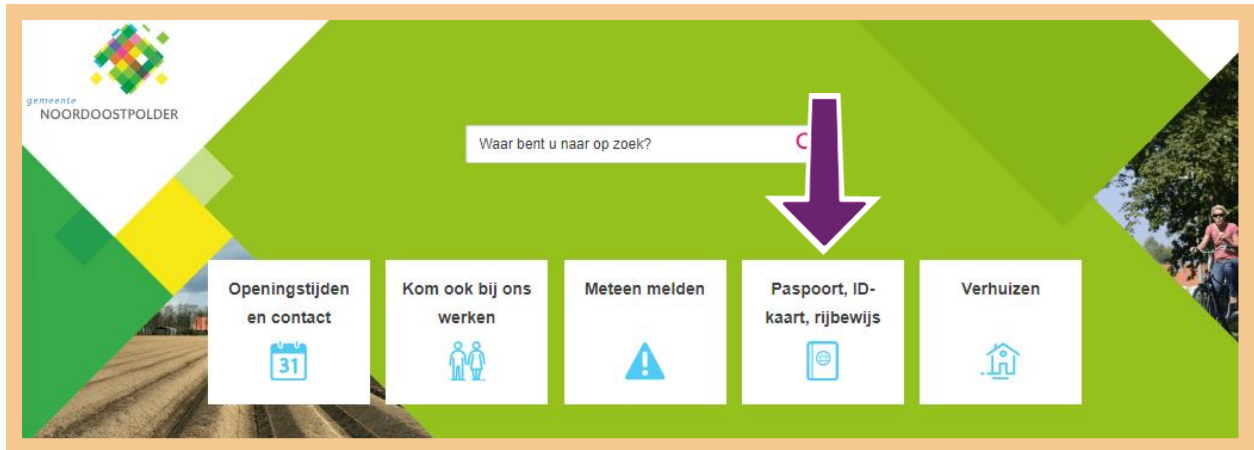 gemeente
NOORDOOSTPOLDER
Waar bent u naar op zoek?
Openingstijden
en contact
31
Kom ook bij ons
werken
Meteen melden
Paspoort, ID-
kaart, rijbewijs
Verhuizen